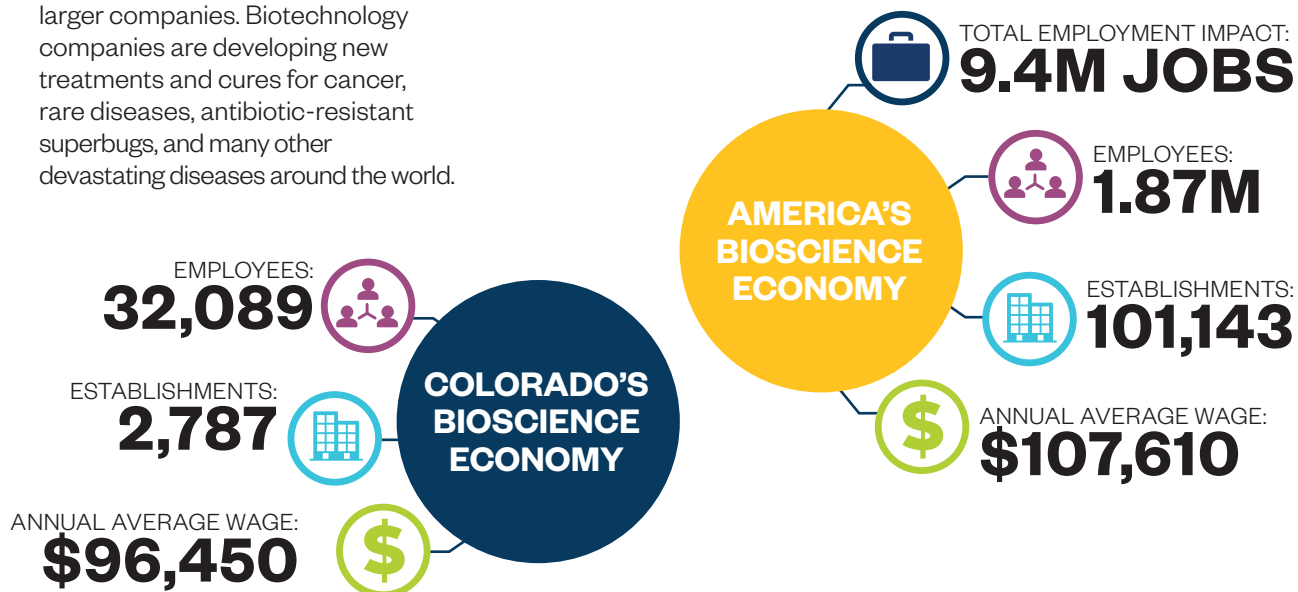 larger companies. Biotechnology
companies are developing new
treatments and cures for cancer,
rare diseases, antibiotic-resistant
superbugs, and many other
devastating diseases around the world.
TOTAL EMPLOYMENT IMPACT:
9.4M JOBS
EMPLOYEES:
1.87M
AMERICA'S
BIOSCIENCE
ECONOMY
ESTABLISHMENTS:
101,143
ANNUAL AVERAGE WAGE:
$107,610
EMPLOYEES:
32,089
ESTABLISHMENTS:
2,787
COLORADO'S
BIOSCIENCE
ECONOMY
ANNUAL AVERAGE WAGE:
$96,450